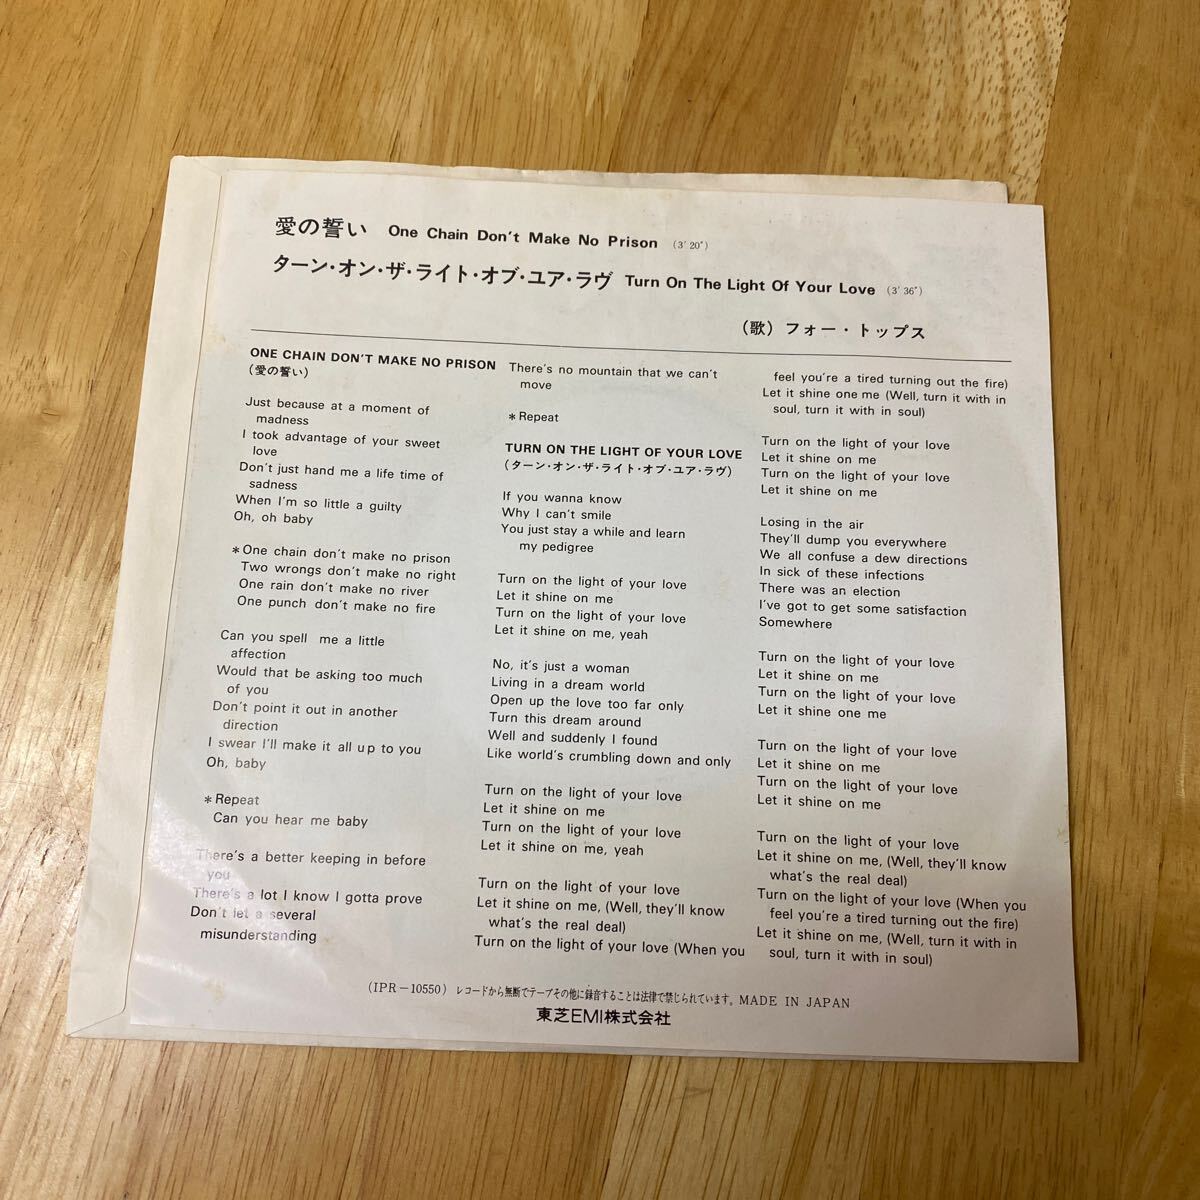 愛の誓い One Chain Don't Make No Prison (3'20")
ターン・オン・ザ・ライト・オブ・ユア・ラヴ Turn On The Light Of Your Love (3'36")
(歌) フォー・トップス
ONE CHAIN DON'T MAKE NO PRISON
(愛の誓い)
Just because at a moment of
madness
I took advantage of your sweet
love
Don't just hand me a life time of
sadness
When I'm so little a guilty
Oh, oh baby
*One chain don't make no prison
Two wrongs don't make no right
One rain don't make no river
One punch don't make no fire
Can you spell me a little
affection
Would that be asking too much
of you
Don't point it out in another
direction
I swear I'll make it all up to you
Oh, baby
*Repeat
Can you hear me baby
There's a better keeping in before
you
There's a lot I know I gotta prove
Don't let a several
misunderstanding
There's no mountain that we can't
move
*Repeat
TURN ON THE LIGHT OF YOUR LOVE
(ターン・オン・ザ・ライト・オブ・ユア・ラヴ)
If you wanna know
Why I can't smile
You just stay a while and learn
my pedigree
Turn on the light of your love
Let it shine on me
Turn on the light of your love
Let it shine on me, yeah
No, it's just a woman
Living in a dream world
Open up the love too far only
Turn this dream around
Well and suddenly I found
Like world's crumbling down and only
Turn on the light of your love
Let it shine on me
Turn on the light of your love
Let it shine on me, yeah
Turn on the light of your love
Let it shine on me, (Well, they'll know
what's the real deal)
Turn on the light of your love (When you
feel you're a tired turning out the fire)
Let it shine one me (Well, turn it with in
soul, turn it with in soul)
Turn on the light of your love
Let it shine on me
Turn on the light of your love
Let it shine on me
Losing in the air
They'll dump you everywhere
We all confuse a dew directions
In sick of these infections
There was an election
I've got to get some satisfaction
Somewhere
Turn on the light of your love
Let it shine on me
Turn on the light of your love
Let it shine one me
Turn on the light of your love
Let it shine on me
Turn on the light of your love
Let it shine on me
Turn on the light of your love
Let it shine on me, (Well, they'll know
what's the real deal)
Turn on the light of your love (When you
feel you're a tired turning out the fire)
Let it shine on me, (Well, turn it with in
soul, turn it with in soul)
(IPR-10550) レコードから無断でテープその他に録音することは法律で禁じられています。MADE IN JAPAN
東芝EMI株式会社